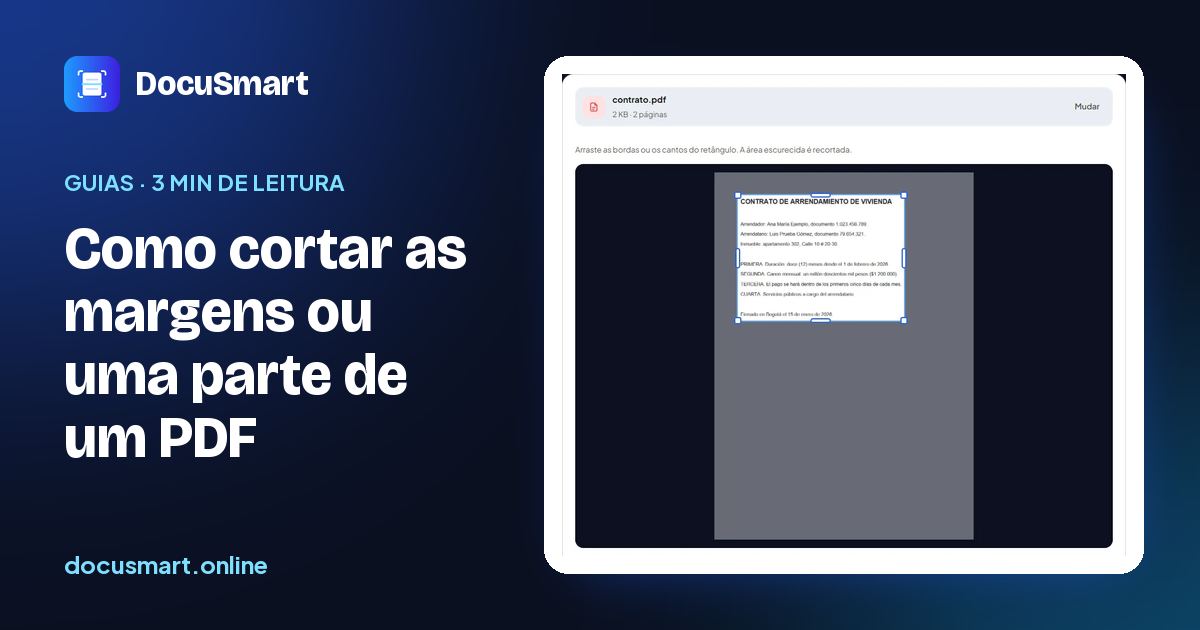 DocuSmart
GUIAS · 3 MIN DE LEITURA
Como cortar as
margens ou
uma parte de
um PDF
docusmart.online
contrato.pdf
2 KB · 2 páginas
Mudar
Arraste as bordas ou os cantos do retângulo. A área escurecida é recortada.
CONTRATO DE ARRENDAMIENTO DE VIVIENDA
Arrendador: Ana María Ejemplo, documento 1.023.456.789.
Arrendatario: Luis Prueba Gómez, documento 79.654.321.
Inmueble: apartamento 302, Calle 10 # 20-30.
PRIMERA. Duración: doce (12) meses desde el 1 de febrero de 2026.
SEGUNDA. Canon mensual: un millón doscientos mil pesos ($1.200.000).
TERCERA. El pago se hará dentro de los primeros cinco días de cada mes.
CUARTA. Servicios públicos a cargo del arrendatario.
Firmado en Bogotá el 15 de enero de 2026.